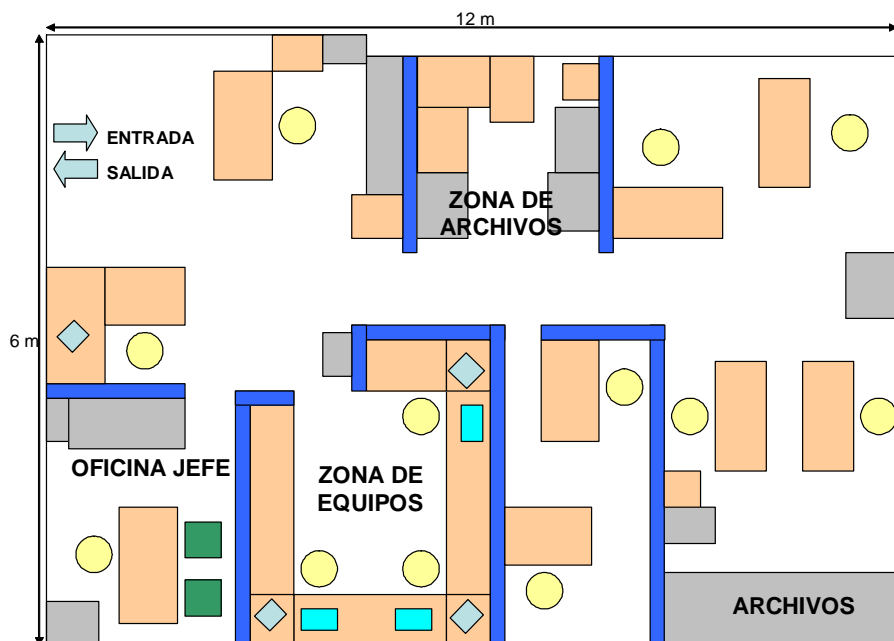 12 m
ENTRADA
SALIDA
ZONA DE
ARCHIVOS
6 m
OFICINA JEFE
ZONA DE
EQUIPOS
ARCHIVOS